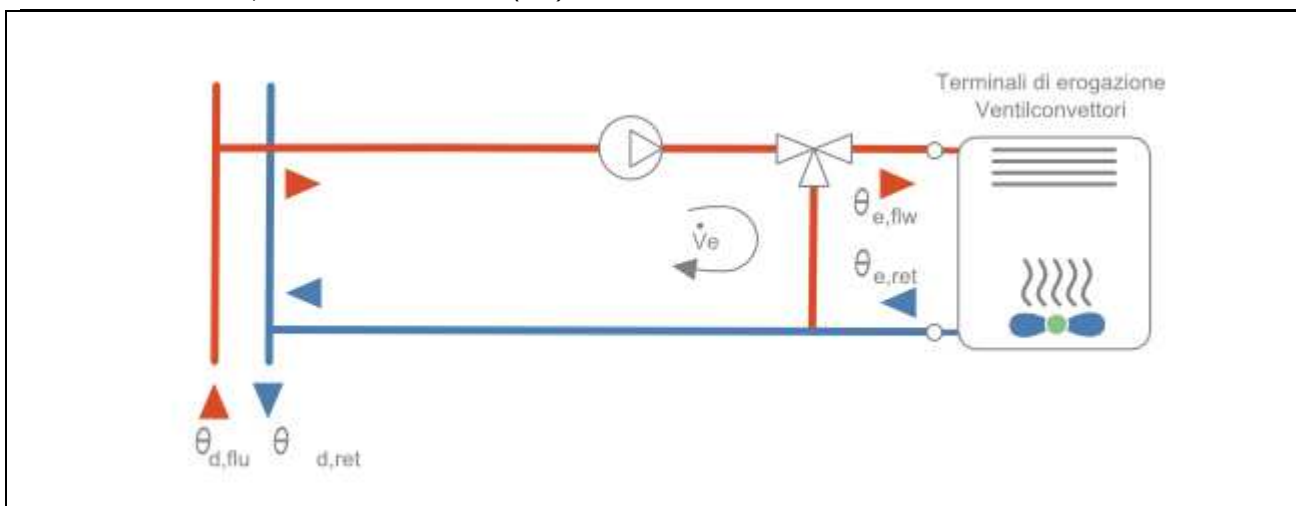 Terminali di erogazione
Ventilconvettori
θe,flw
V̇e
θe,ret
θd,flu θ d,ret